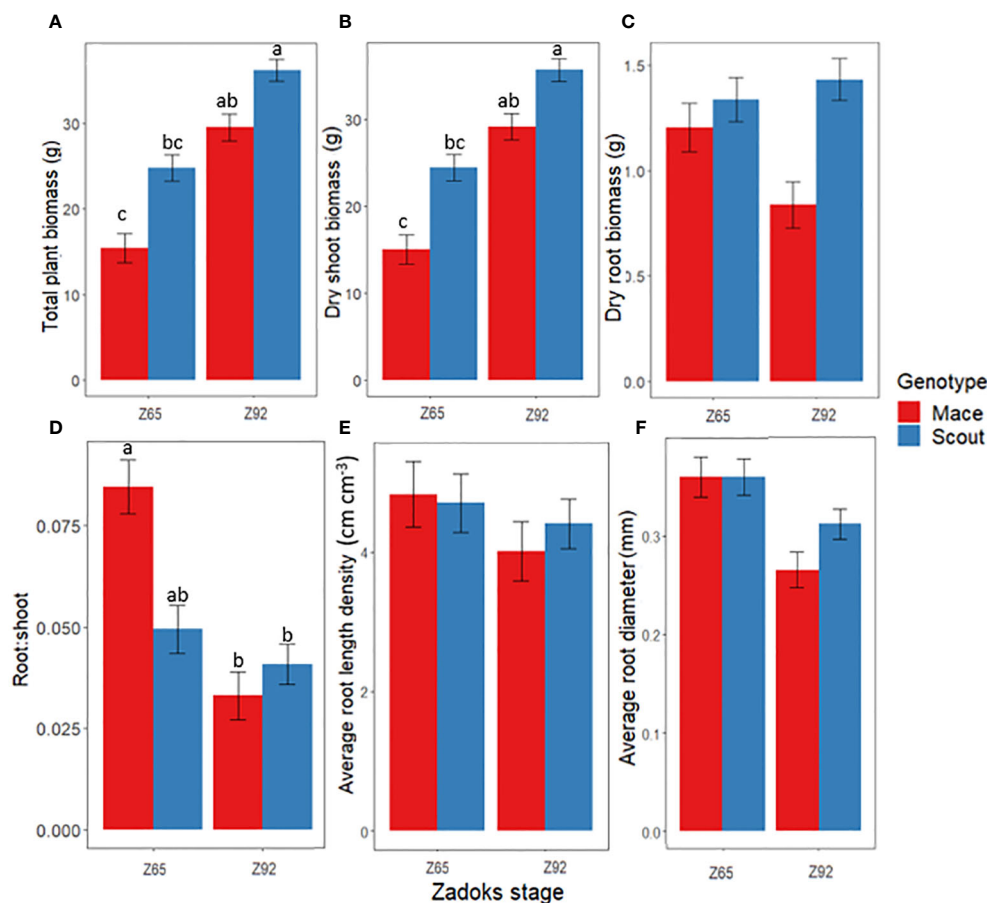 A
B
C
Total plant biomass (g)
30
20
10
0
c
bc
ab
a
Z65
Z92
Dry shoot biomass (g)
30
20
10
0
c
bc
ab
a
Z65
Z92
Dry root biomass (g)
1.5
1.0
0.5
0.0
Z65
Z92
Genotype
Mace
Scout
D
E
F
Root:shoot
0.075
0.050
0.025
0.000
a
ab
b
b
Z65
Z92
Average root length density (cm cm⁻³)
4
2
0
Z65
Z92
Average root diameter (mm)
0.3
0.2
0.1
0.0
Z65
Z92
Zadoks stage